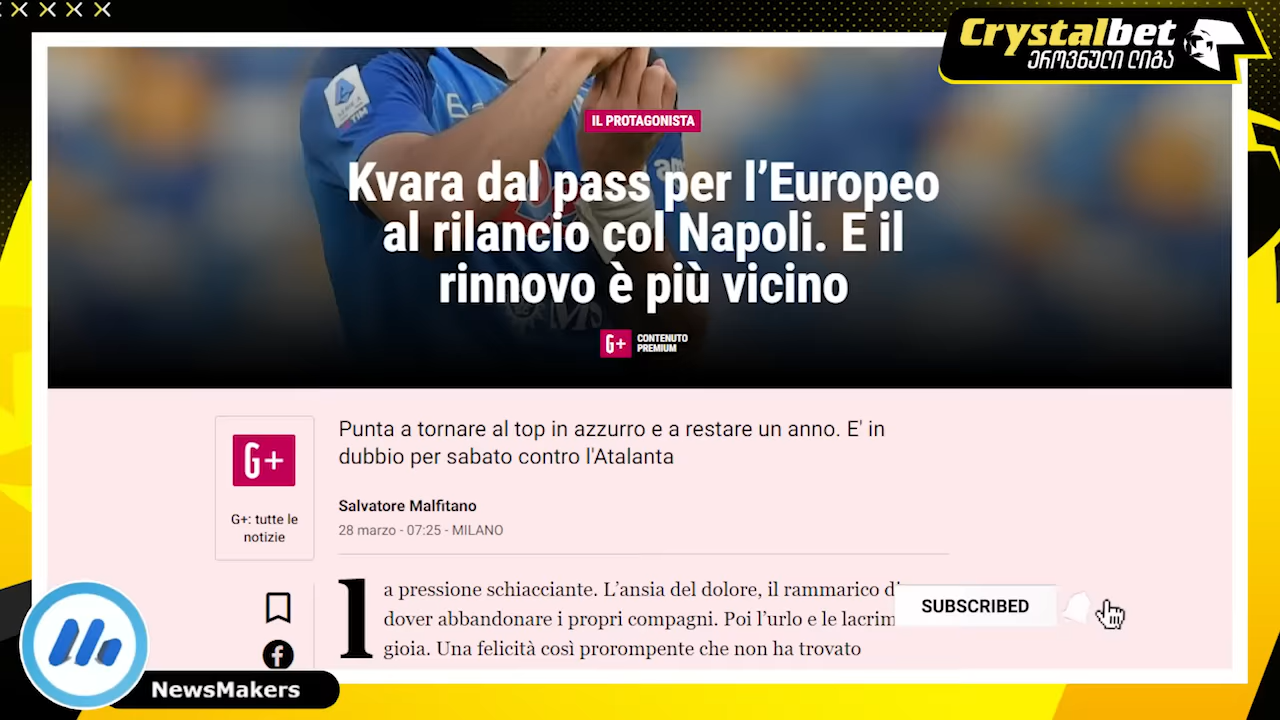 Crystalbet
ეროვნული ლიგა
IL PROTAGONISTA
Kvara dal pass per l’Europeo
al rilancio col Napoli. E il
rinnovo è più vicino
G+ CONTENUTO
PREMIUM
G+
G+: tutte le
notizie
Punta a tornare al top in azzurro e a restare un anno. E' in
dubbio per sabato contro l'Atalanta
Salvatore Malfitano
28 marzo - 07:25 - MILANO
la pressione schiacciante. L’ansia del dolore, il rammarico di
dover abbandonare i propri compagni. Poi l’urlo e le lacrim
gioia. Una felicità così prorompente che non ha trovato
SUBSCRIBED
NewsMakers